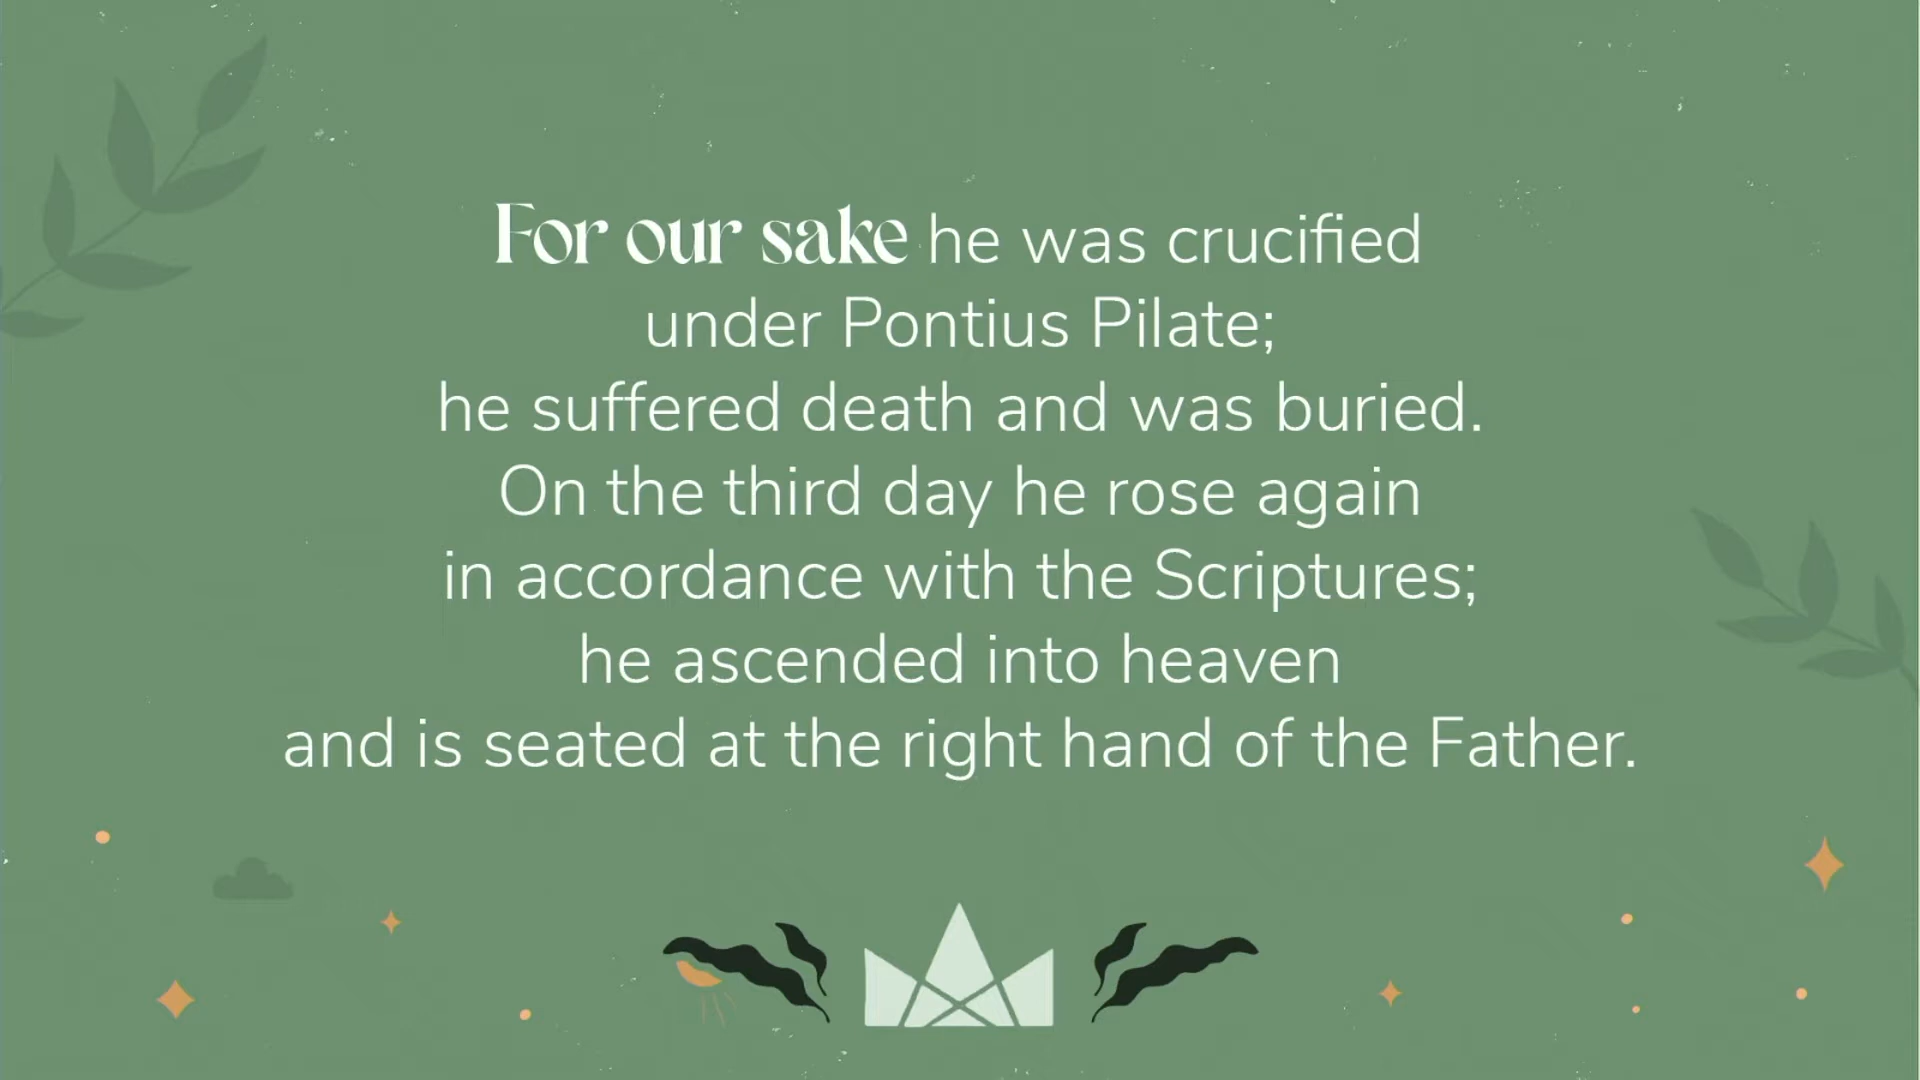 For our sake he was crucified
under Pontius Pilate;
he suffered death and was buried.
On the third day he rose again
in accordance with the Scriptures;
he ascended into heaven
and is seated at the right hand of the Father.